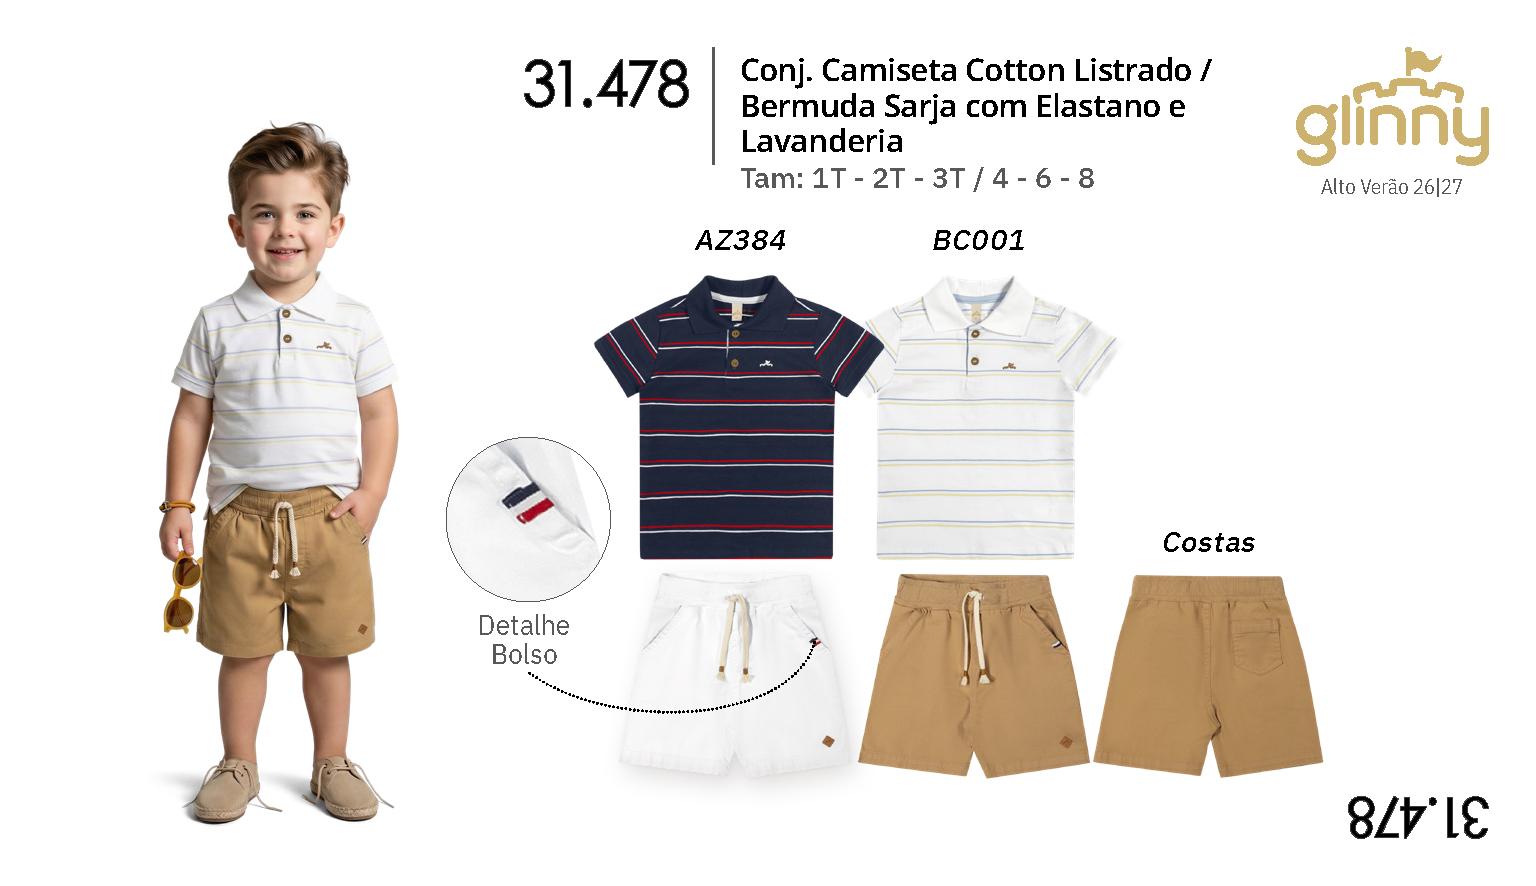 31.478
Conj. Camiseta Cotton Listrado /
Bermuda Sarja com Elastano e
Lavanderia
Tam: 1T - 2T - 3T / 4 - 6 - 8
glinny
Alto Verão 26|27
AZ384
BC001
Costas
Detalhe
Bolso
31.478